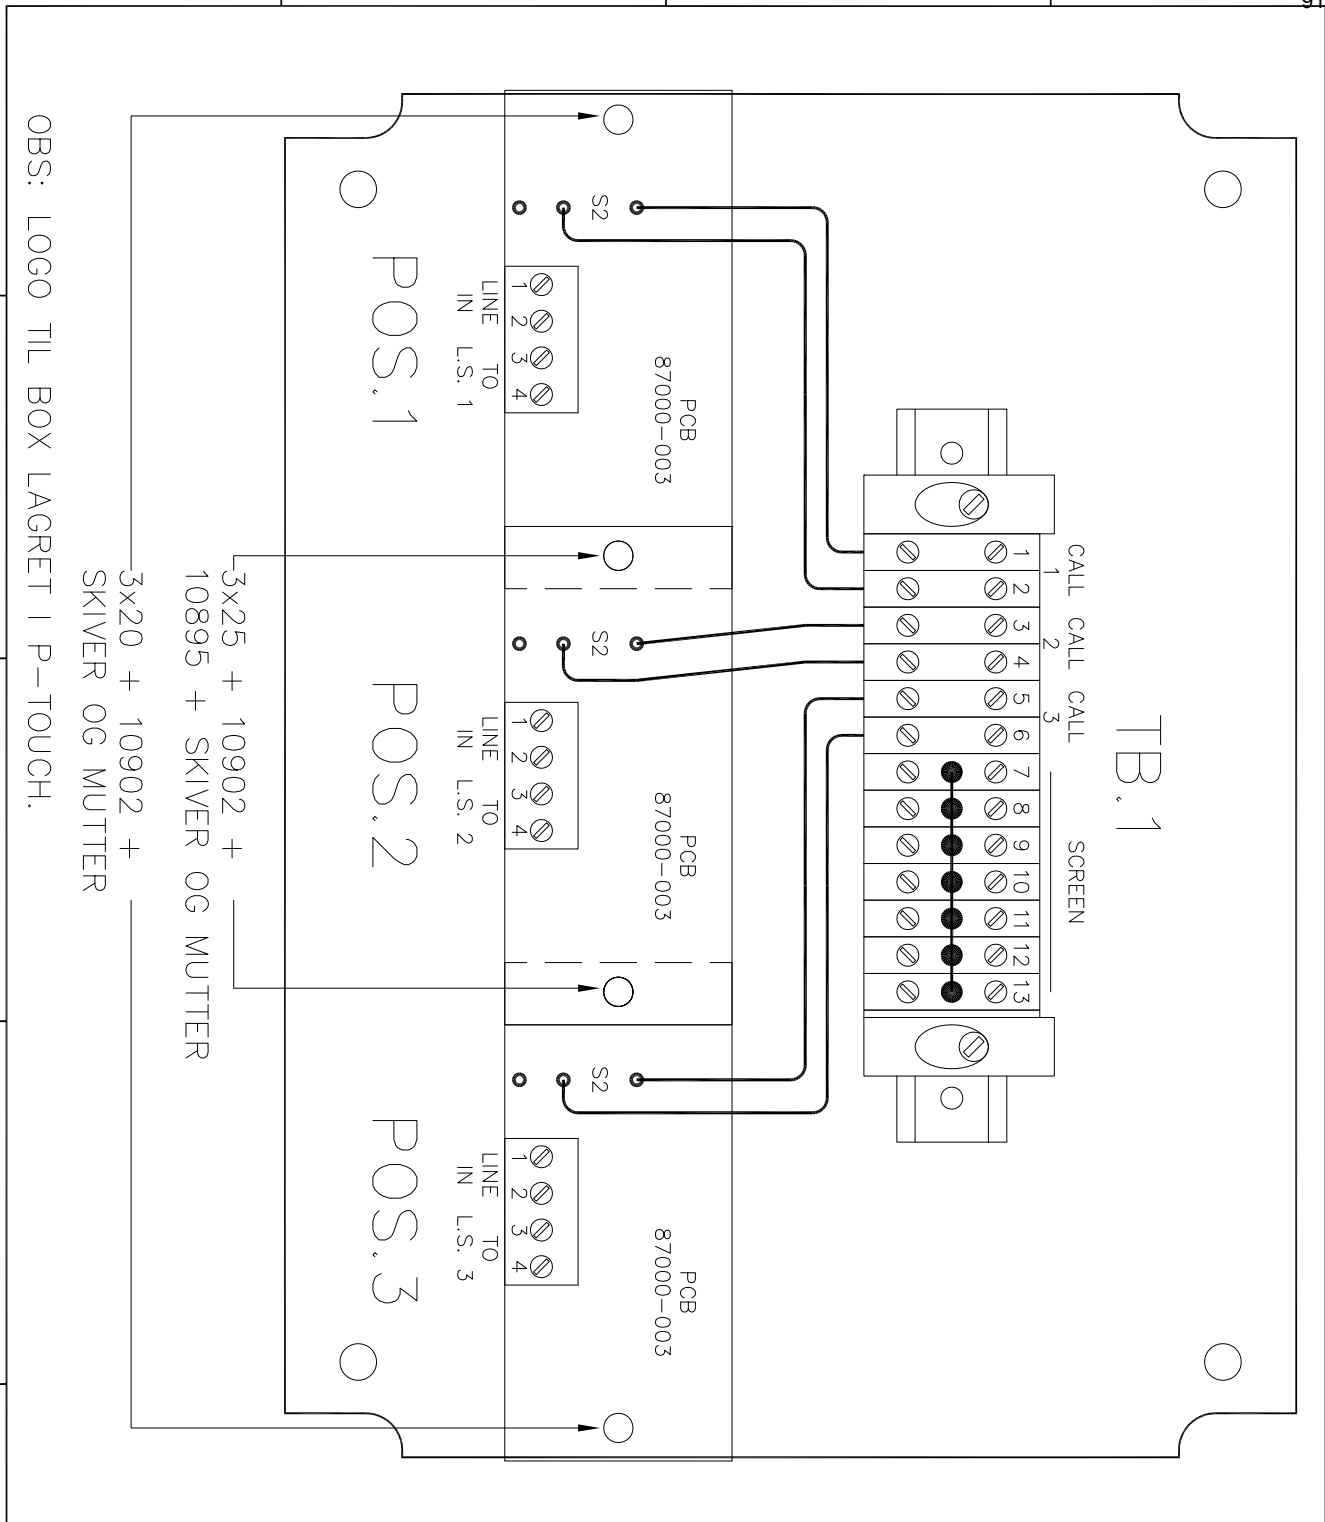 TB.1
CALL CALL CALL
1 2 3
SCREEN
1 2 3 4 5 6 7 8 9 10 11 12 13
PCB
87000-003
PCB
87000-003
PCB
87000-003
S2
S2
S2
1 2 3 4
LINE TO
IN L.S. 1
1 2 3 4
LINE TO
IN L.S. 2
1 2 3 4
LINE TO
IN L.S. 3
POS.1
POS.2
POS.3
3x25 + 10902 +
10895 + SKIVER OG MUTTER
3x20 + 10902 +
SKIVER OG MUTTER
OBS: LOGO TIL BOX LAGRET I P-TOUCH.